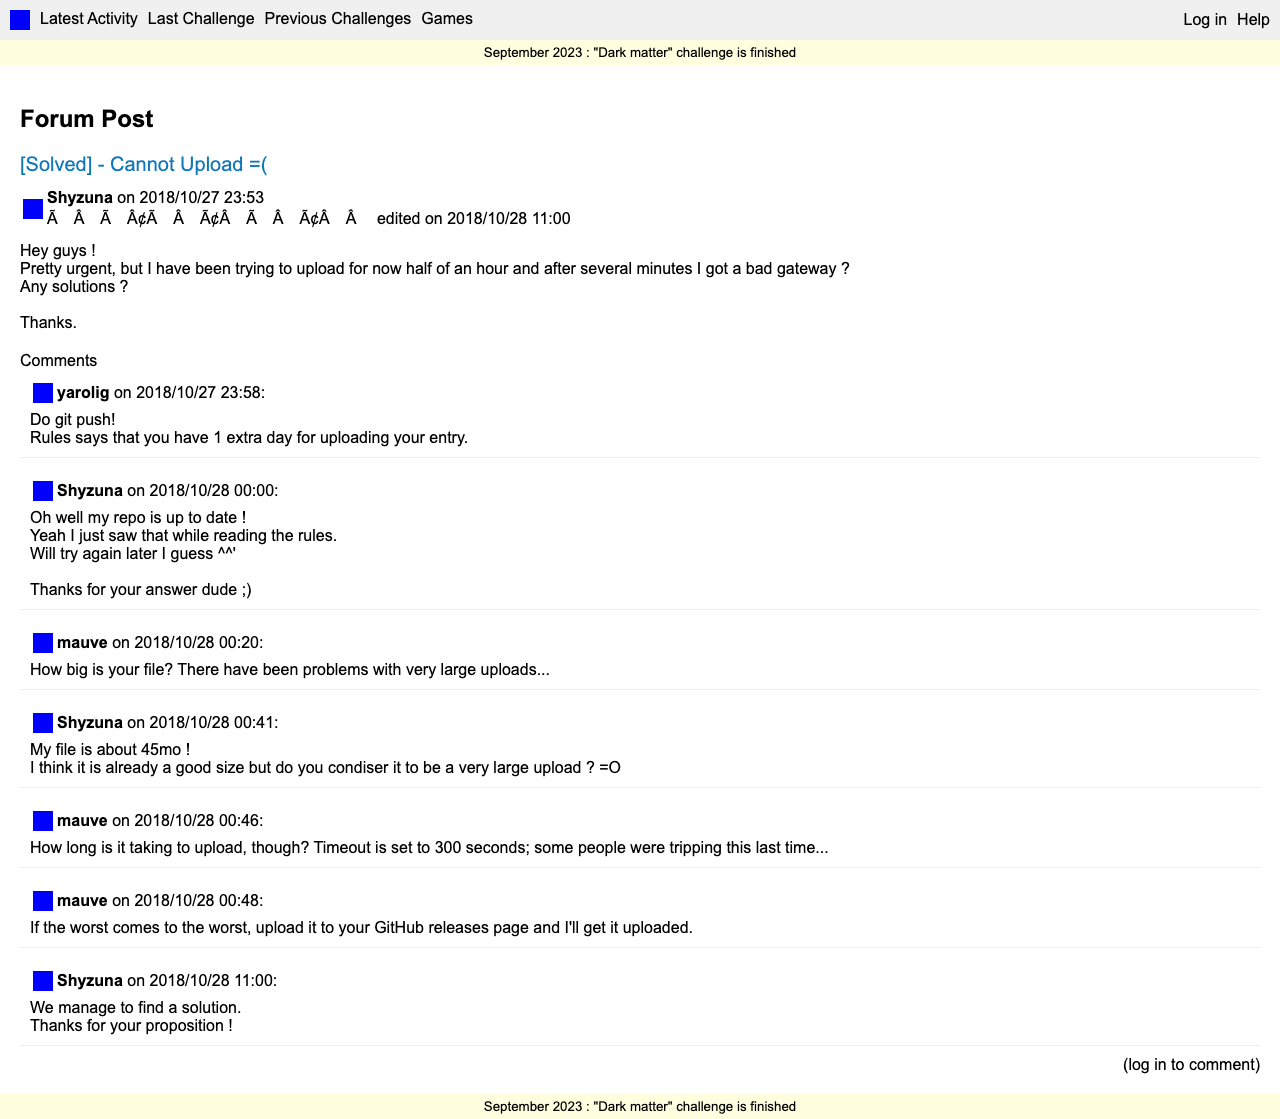 Latest Activity Last Challenge Previous Challenges Games Log in Help
September 2023 : "Dark matter" challenge is finished
Forum Post
[Solved] - Cannot Upload =(
Shyzuna on 2018/10/27 23:53
Ã Â Ã Â¢Ã Â Ã¢Â Ã Â Ã¢Â Â edited on 2018/10/28 11:00
Hey guys !
Pretty urgent, but I have been trying to upload for now half of an hour and after several minutes I got a bad gateway ?
Any solutions ?
Thanks.
Comments
yarolig on 2018/10/27 23:58:
Do git push!
Rules says that you have 1 extra day for uploading your entry.
Shyzuna on 2018/10/28 00:00:
Oh well my repo is up to date !
Yeah I just saw that while reading the rules.
Will try again later I guess ^^'
Thanks for your answer dude ;)
mauve on 2018/10/28 00:20:
How big is your file? There have been problems with very large uploads...
Shyzuna on 2018/10/28 00:41:
My file is about 45mo !
I think it is already a good size but do you condiser it to be a very large upload ? =O
mauve on 2018/10/28 00:46:
How long is it taking to upload, though? Timeout is set to 300 seconds; some people were tripping this last time...
mauve on 2018/10/28 00:48:
If the worst comes to the worst, upload it to your GitHub releases page and I'll get it uploaded.
Shyzuna on 2018/10/28 11:00:
We manage to find a solution.
Thanks for your proposition !
(log in to comment)
September 2023 : "Dark matter" challenge is finished